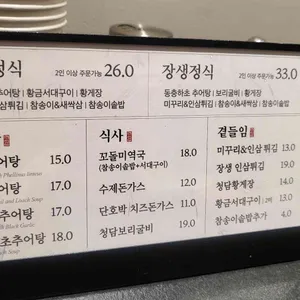 정식 2인 이상 주문가능 26.0
어탕 | 황금서대구이 | 황게장
삼튀김 | 참송이&새싹삼 | 참송이솥밥
장생정식 2인 이상 주문가능 33.0
동충하초 추어탕 | 보리굴비 | 황게장
미꾸리&인삼튀김 | 참송이&새싹삼 | 참송이솥밥
어탕 15.0
추어탕 17.0
추어탕 17.0
초추어탕 18.0
식사
꼬돌미역국 18.0
(참송이솥밥+서대구이)
수제돈가스 11.0
단호박 치즈돈가스 12.0
청담보리굴비 19.0
곁들임
미꾸리&인삼 튀김 13.0
장생 인삼튀김 19.0
청담황게장 14.0
황금서대구이 13.0
참송이솥밥추가 4.0